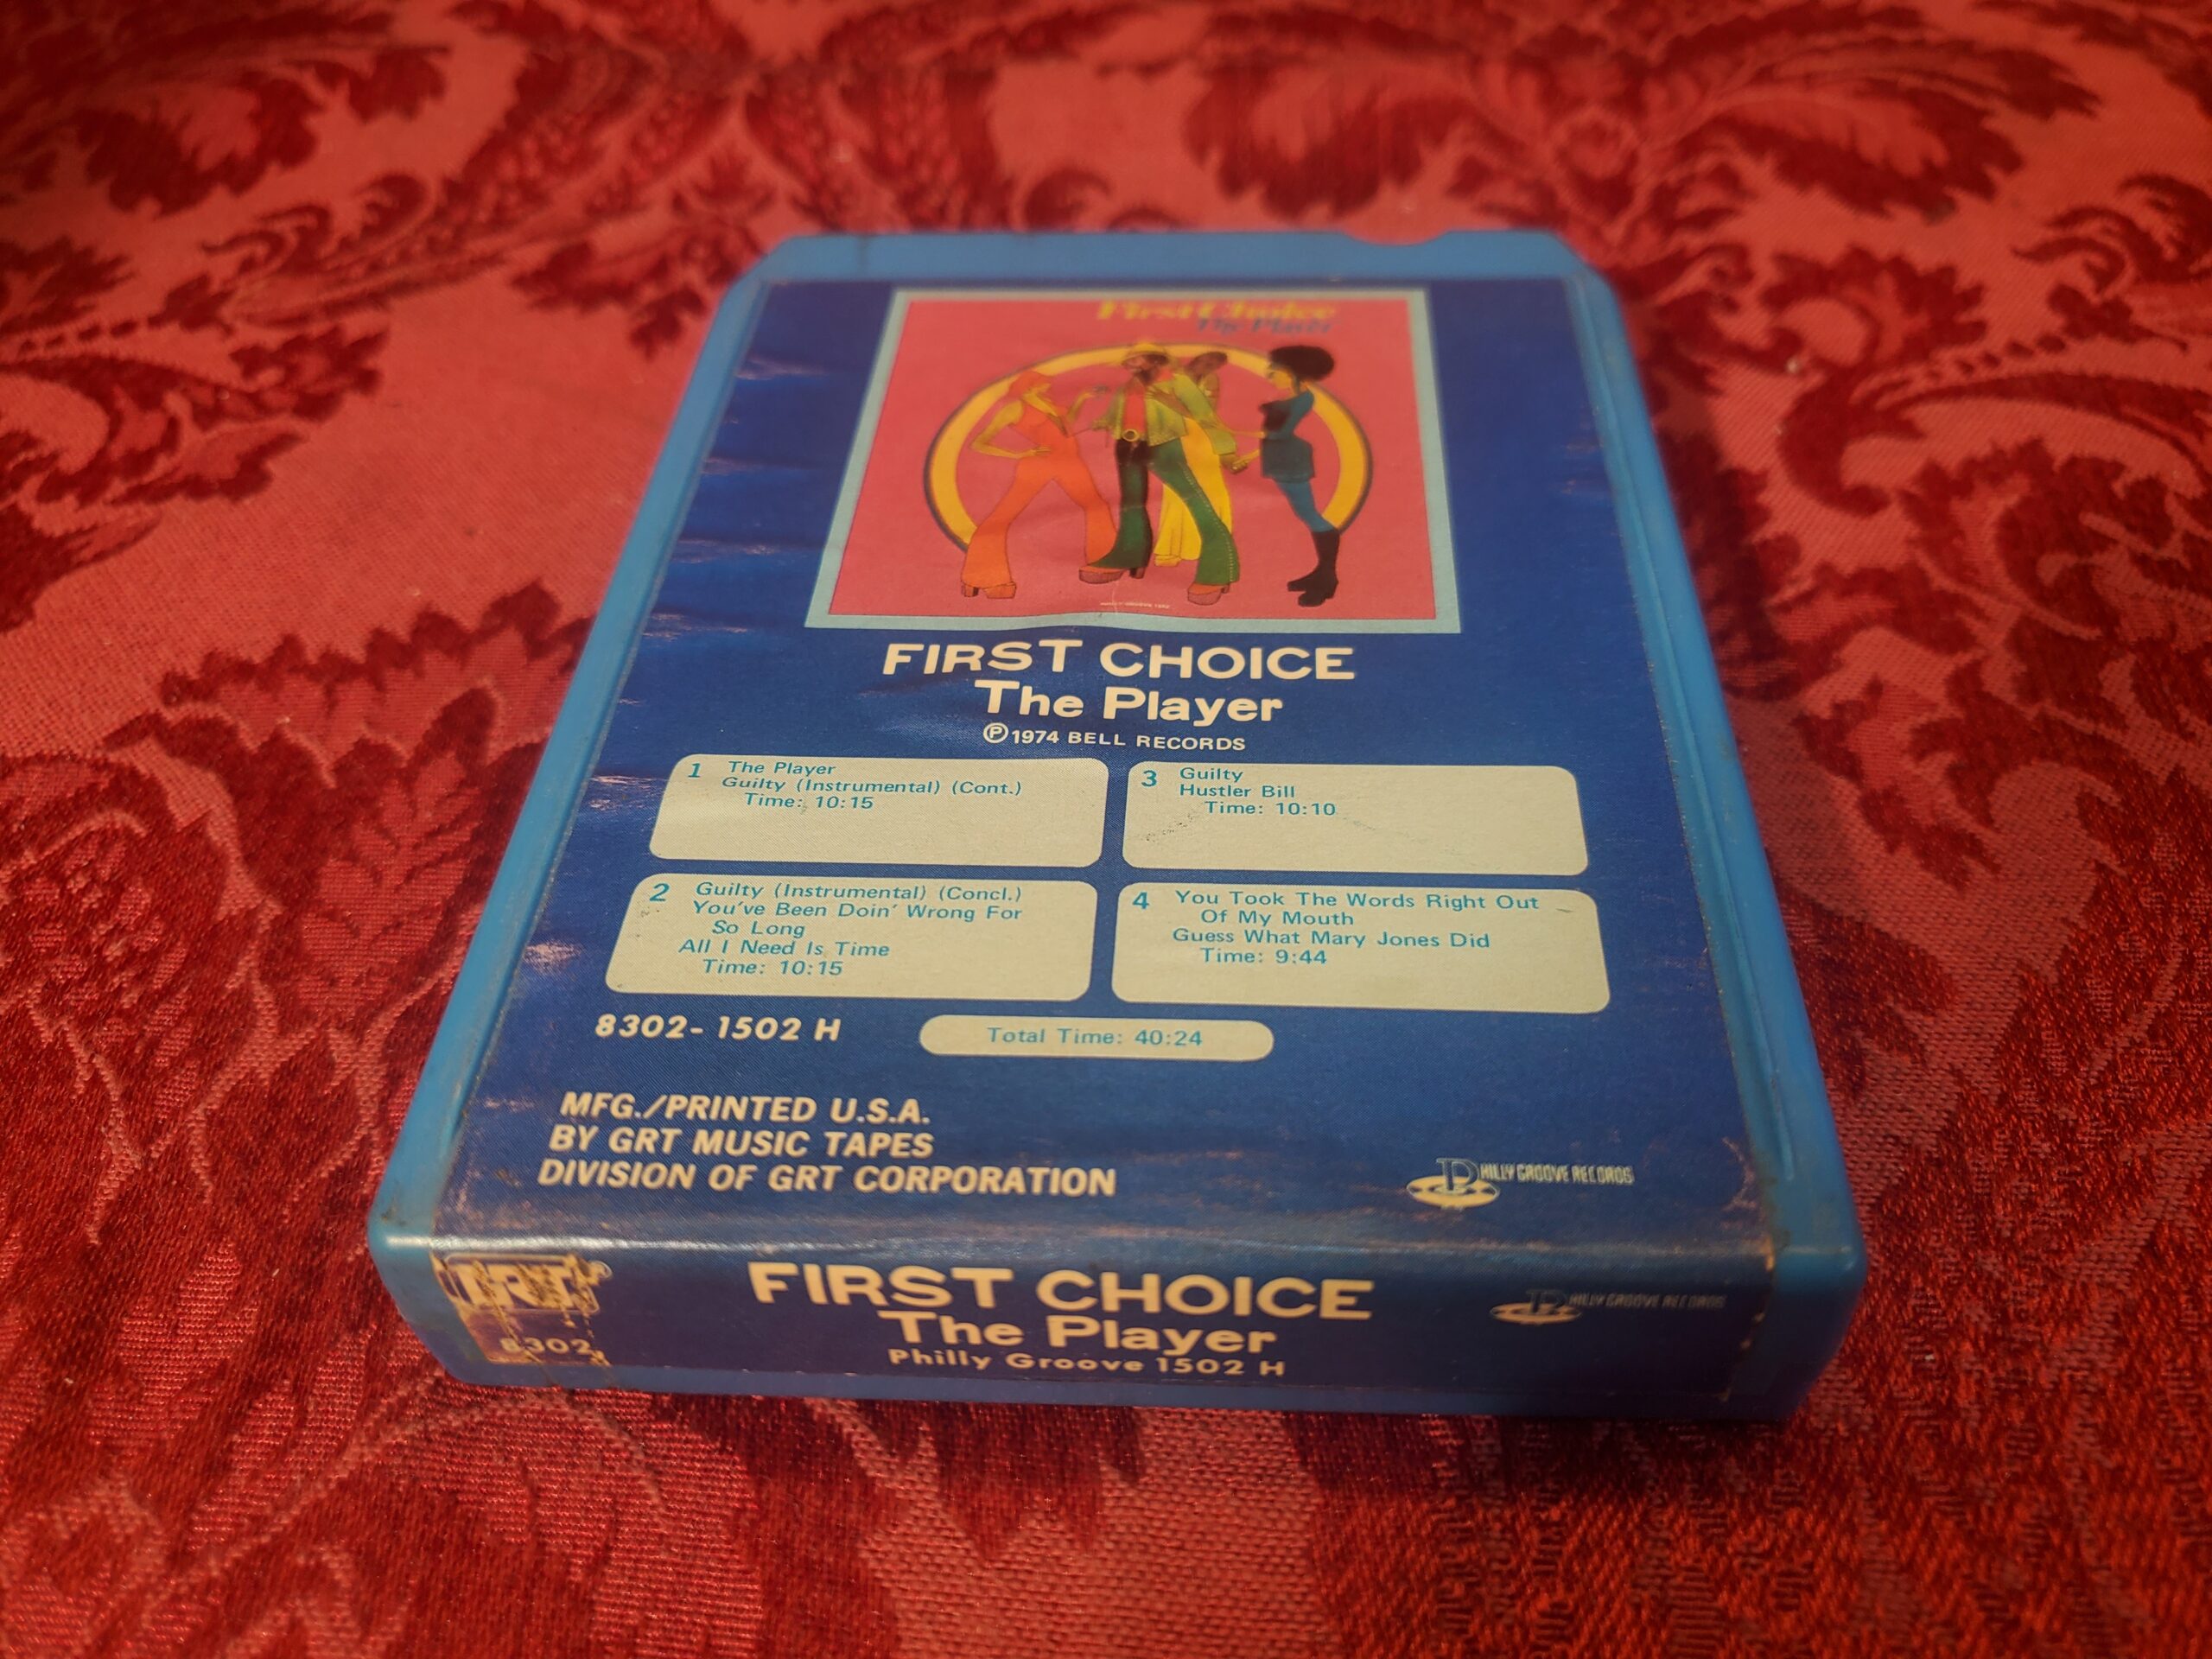 First Choice
The Player
FIRST CHOICE
The Player
Ⓟ1974 BELL RECORDS
1 The Player
Guilty (Instrumental) (Cont.)
Time: 10:15
2 Guilty (Instrumental) (Concl.)
You've Been Doin' Wrong For
So Long
All I Need Is Time
Time: 10:15
3 Guilty
Hustler Bill
Time: 10:10
4 You Took The Words Right Out
Of My Mouth
Guess What Mary Jones Did
Time: 9:44
8302-1502 H
Total Time: 40:24
MFG./PRINTED U.S.A.
BY GRT MUSIC TAPES
DIVISION OF GRT CORPORATION
PHILLY GROOVE RECORDS
GRT®
8302
FIRST CHOICE
The Player
Philly Groove 1502 H
PHILLY GROOVE RECORDS